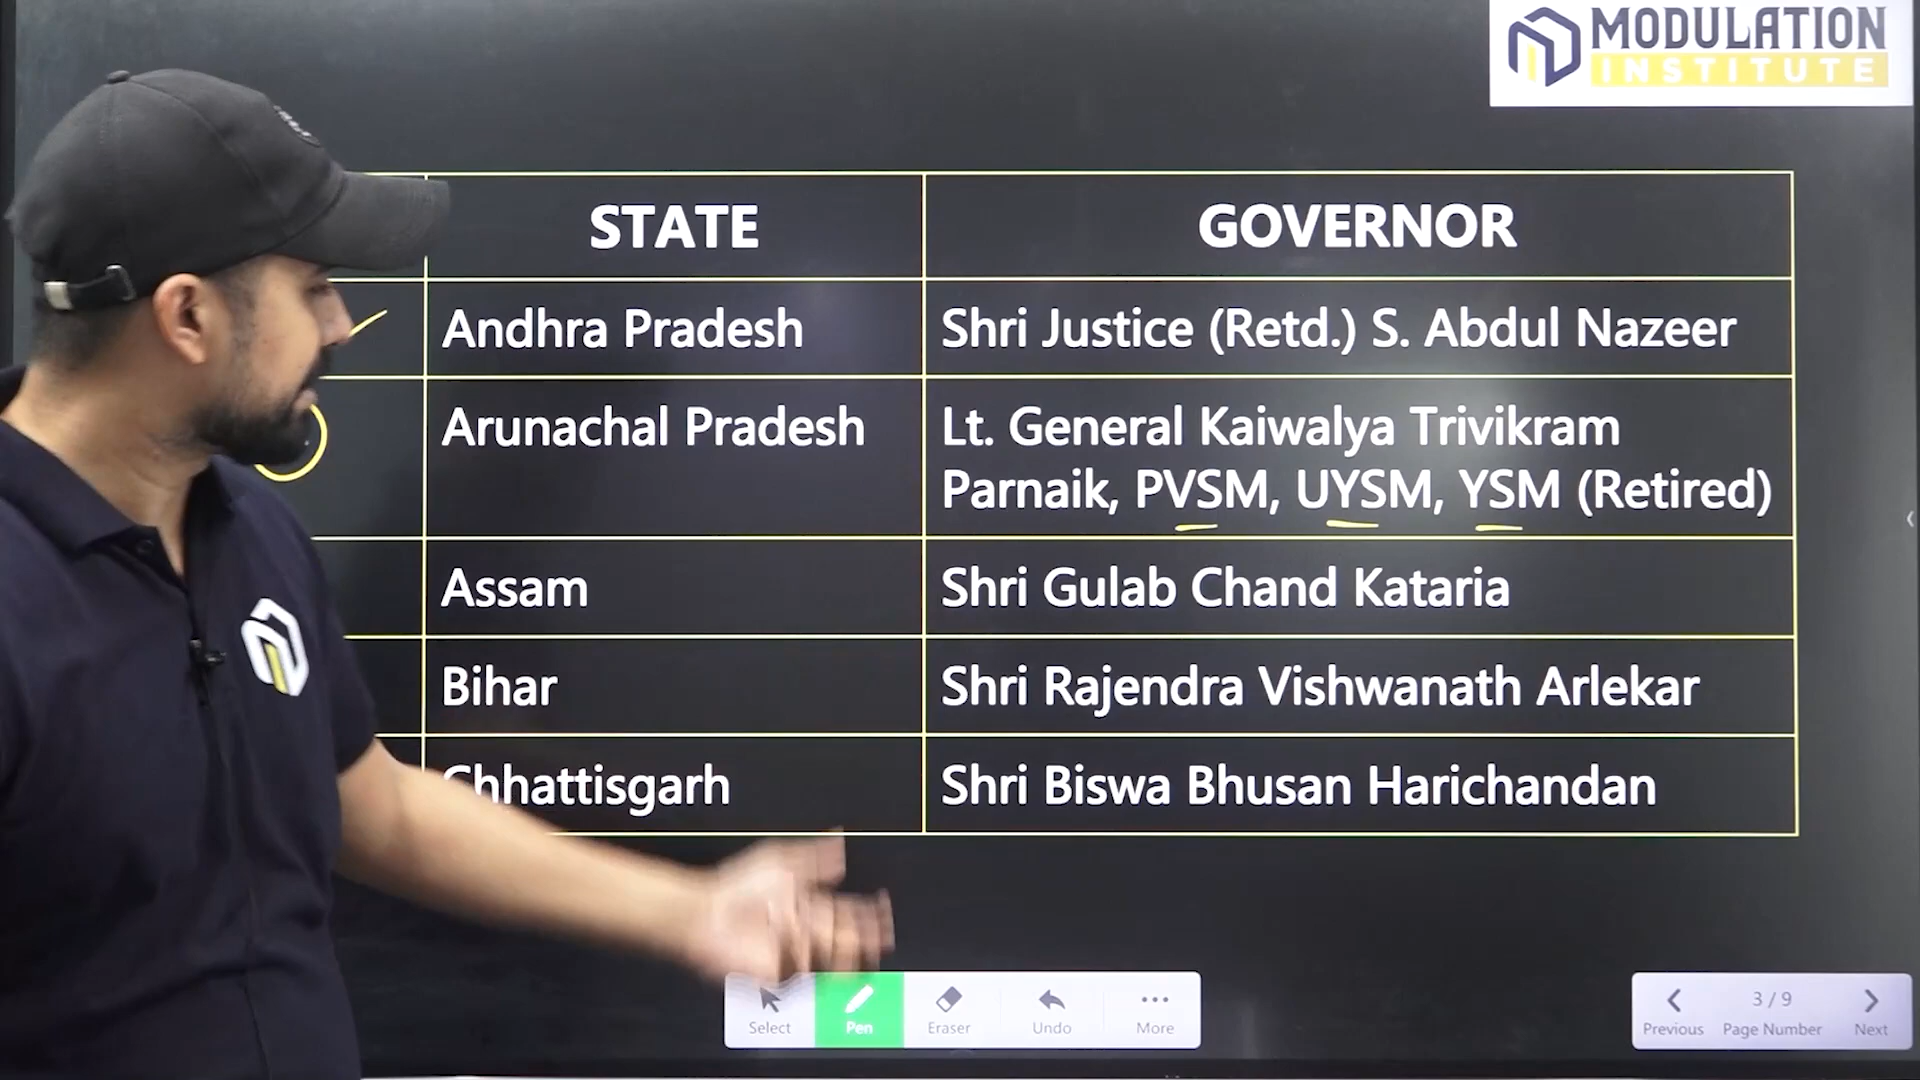 MODULATION
INSTITUTE
STATE
GOVERNOR
Andhra Pradesh
Shri Justice (Retd.) S. Abdul Nazeer
Arunachal Pradesh
Lt. General Kaiwalya Trivikram
Parnaik, PVSM, UYSM, YSM (Retired)
Assam
Shri Gulab Chand Kataria
Bihar
Shri Rajendra Vishwanath Arlekar
Chhattisgarh
Shri Biswa Bhusan Harichandan
Select
Pen
Eraser
Undo
More
3 / 9
Previous
Page Number
Next